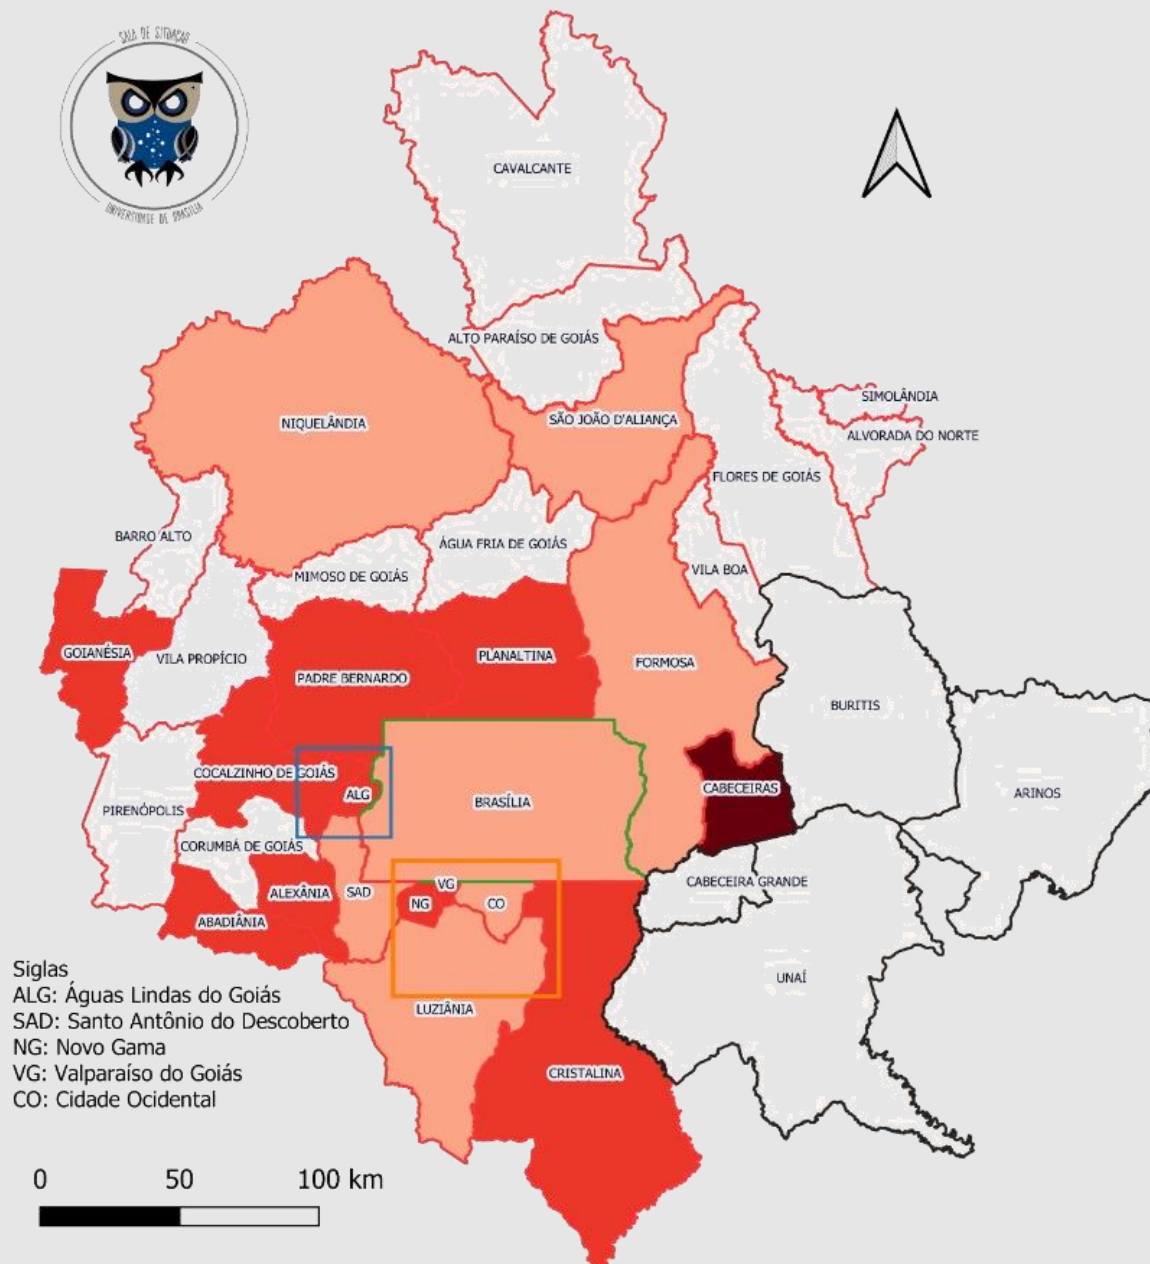 SALA DE SITUAÇÃO
UNIVERSIDADE DE BRASÍLIA
CAVALCANTE
ALTO PARAÍSO DE GOIÁS
SIMOLÂNDIA
NIQUELÂNDIA
SÃO JOÃO D'ALIANÇA
ALVORADA DO NORTE
FLORES DE GOIÁS
BARRO ALTO
ÁGUA FRIA DE GOIÁS
MIMOSO DE GOIÁS
VILA BOA
GOIANÉSIA
VILA PROPÍCIO
PLANALTINA
FORMOSA
PADRE BERNARDO
BURITIS
COCALZINHO DE GOIÁS
ALG
BRASÍLIA
CABECEIRAS
ARINOS
PIRENÓPOLIS
CORUMBÁ DE GOIÁS
CABECEIRA GRANDE
ALEXÂNIA
SAD
VG
NG
CO
ABADIÂNIA
UNAÍ
LUZIÂNIA
CRISTALINA
Siglas
ALG: Águas Lindas do Goiás
SAD: Santo Antônio do Descoberto
NG: Novo Gama
VG: Valparaíso do Goiás
CO: Cidade Ocidental
0 50 100 km